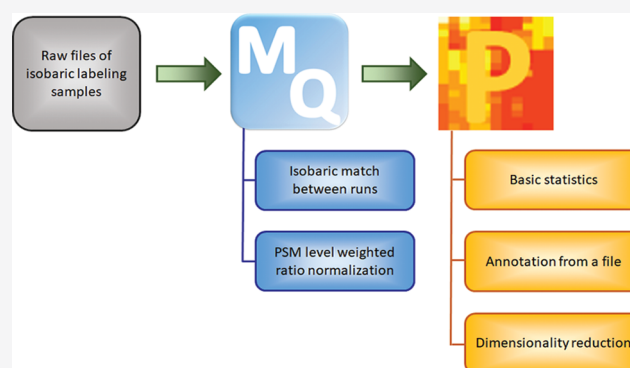 Raw files of
isobaric labeling
samples
MQ
P
Isobaric match
between runs
PSM level weighted
ratio normalization
Basic statistics
Annotation from a file
Dimensionality reduction